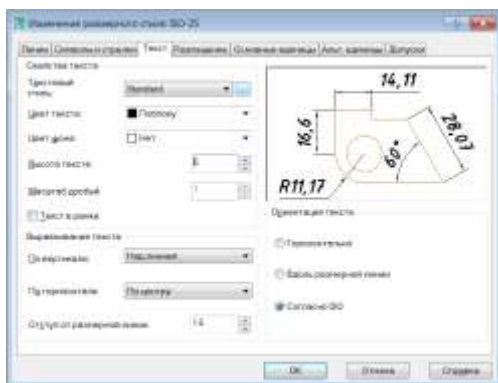 Изменение размерного стиля ISO-25
Линии Символы и стрелки Текст Размещение Основные единицы Альт. единицы Допуски
Свойства текста
Текстовый стиль: Standard
Цвет текста: Поблоку
Цвет фона: Нет
Высота текста:
Масштаб дробей 1
Текст в рамке
Выравнивание текста
По вертикали: Над линией
По горизонтали: По центру
Отступ от размерной линии:
14,11
16,6
28,07
60°
R11,17
Ориентация текста
Горизонтально
Вдоль размерной линии
Согласно ISO
OK Отмена Справка